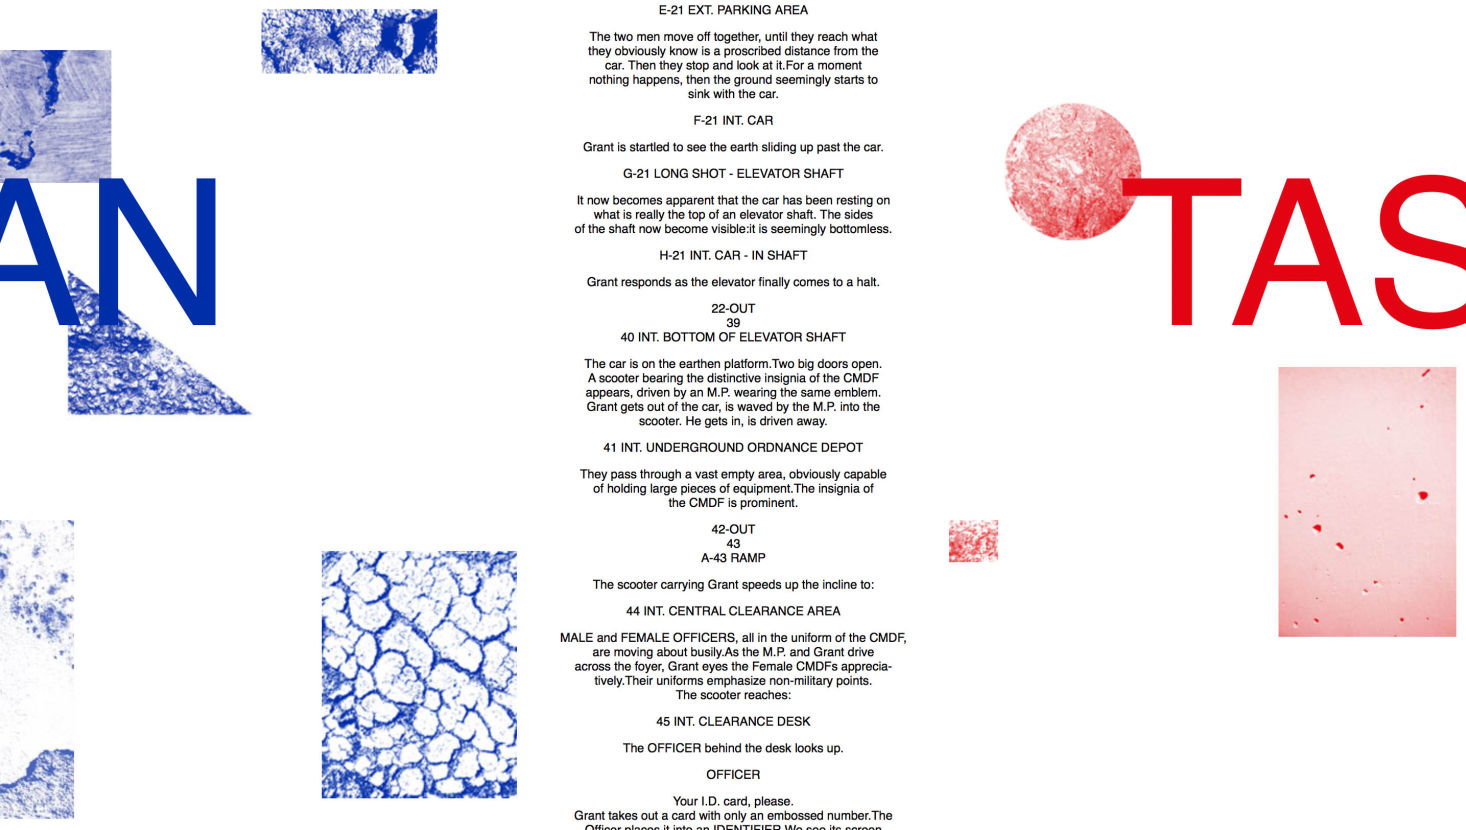 E-21 EXT. PARKING AREA
The two men move off together, until they reach what
they obviously know is a proscribed distance from the
car. Then they stop and look at it.For a moment
nothing happens, then the ground seemingly starts to
sink with the car.
F-21 INT. CAR
Grant is startled to see the earth sliding up past the car.
G-21 LONG SHOT - ELEVATOR SHAFT
It now becomes apparent that the car has been resting on
what is really the top of an elevator shaft. The sides
of the shaft now become visible:it is seemingly bottomless.
H-21 INT. CAR - IN SHAFT
Grant responds as the elevator finally comes to a halt.
22-OUT
39
40 INT. BOTTOM OF ELEVATOR SHAFT
The car is on the earthen platform.Two big doors open.
A scooter bearing the distinctive insignia of the CMDF
appears, driven by an M.P. wearing the same emblem.
Grant gets out of the car, is waved by the M.P. into the
scooter. He gets in, is driven away.
41 INT. UNDERGROUND ORDNANCE DEPOT
They pass through a vast empty area, obviously capable
of holding large pieces of equipment.The insignia of
the CMDF is prominent.
42-OUT
43
A-43 RAMP
The scooter carrying Grant speeds up the incline to:
44 INT. CENTRAL CLEARANCE AREA
MALE and FEMALE OFFICERS, all in the uniform of the CMDF,
are moving about busily.As the M.P. and Grant drive
across the foyer, Grant eyes the Female CMDFs apprecia-
tively.Their uniforms emphasize non-military points.
The scooter reaches:
45 INT. CLEARANCE DESK
The OFFICER behind the desk looks up.
OFFICER
Your I.D. card, please.
Grant takes out a card with only an embossed number.The
Officer places it into an IDENTIFIER.We see its screen
AN
TAS